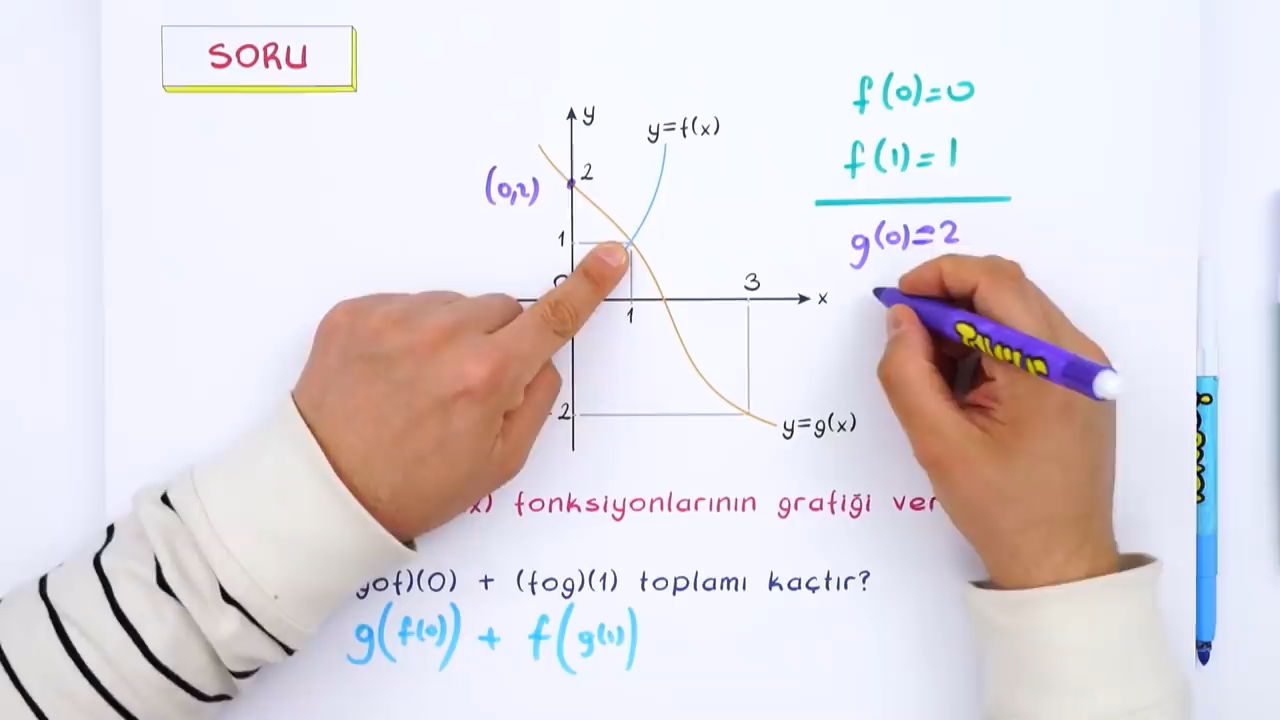 SORU
f(0)=0
y
y=f(x)
f(1)=1
2
(0,2)
g(0)=2
1
3
x
1
2
y=g(x)
x) fonksiyonlarının grafiği ver
gof)(0) + (fog)(1) toplamı kaçtır?
g(f(0)) + f(g(1))